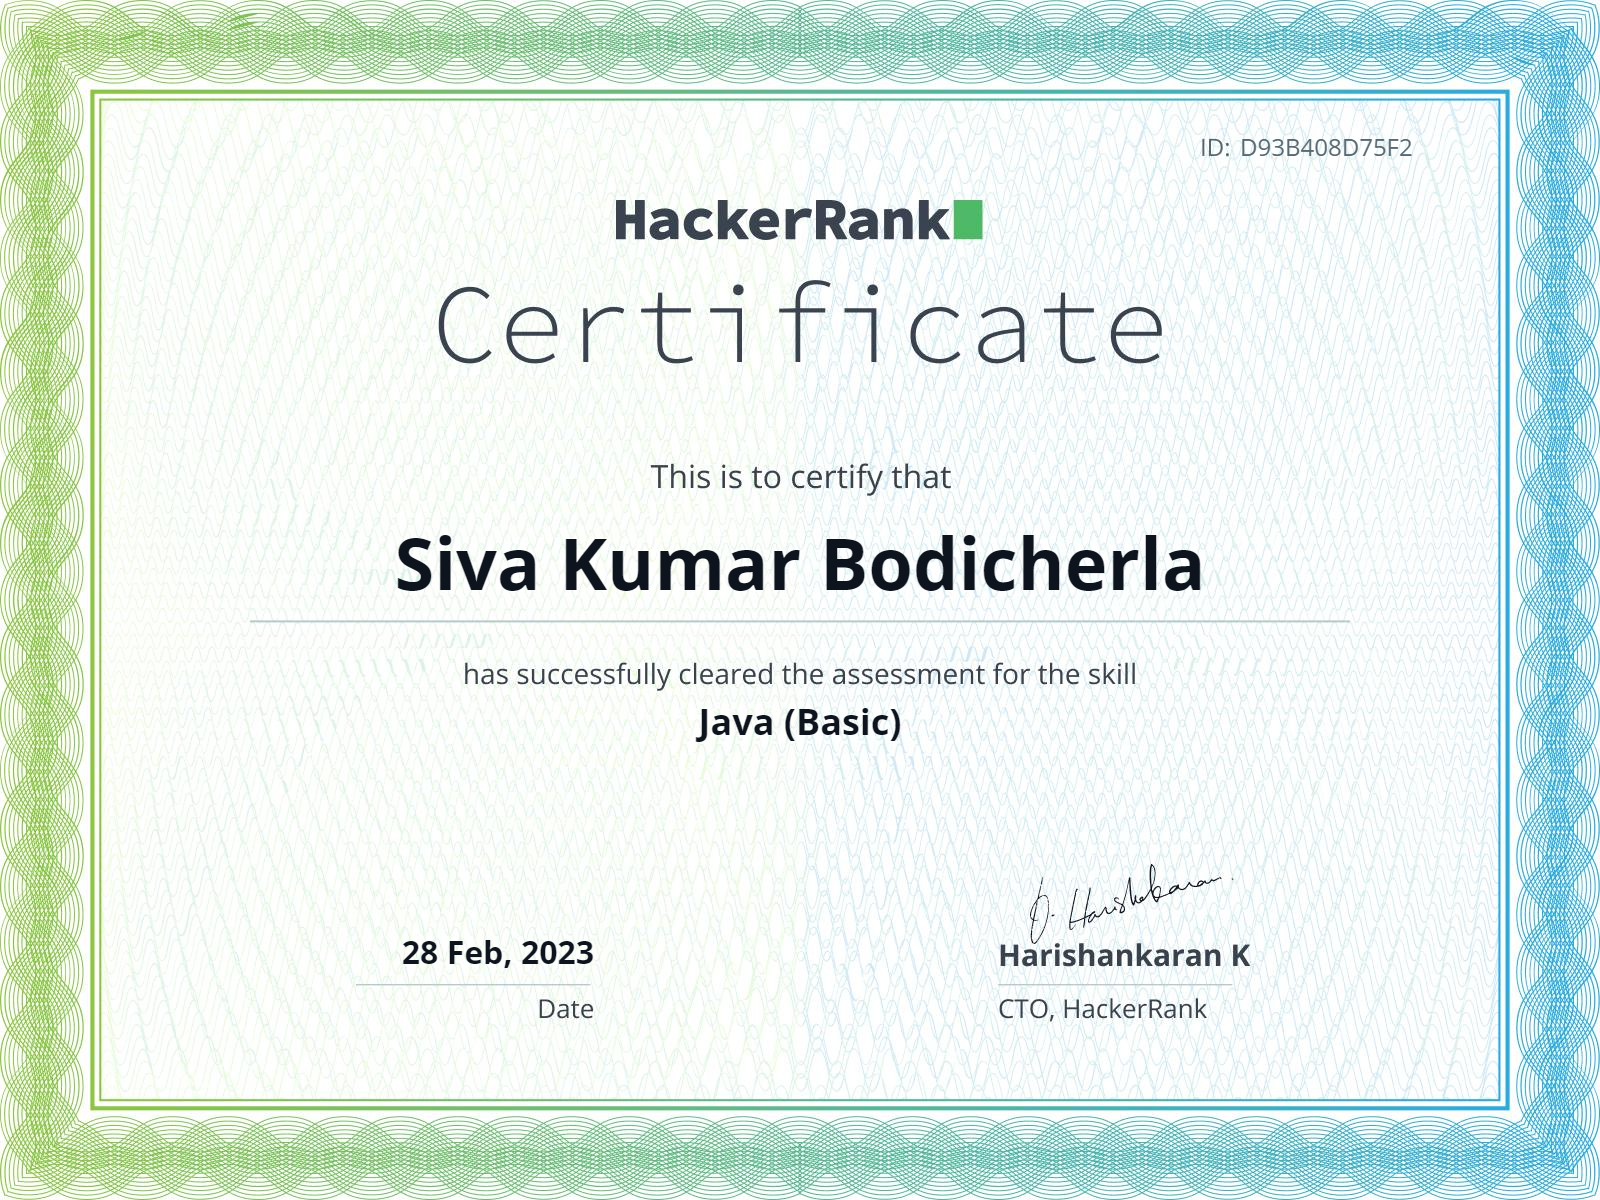 ID: D93B408D75F2
HackerRank
Certificate
This is to certify that
Siva Kumar Bodicherla
has successfully cleared the assessment for the skill
Java (Basic)
28 Feb, 2023
Date
Harishankaran K
CTO, HackerRank